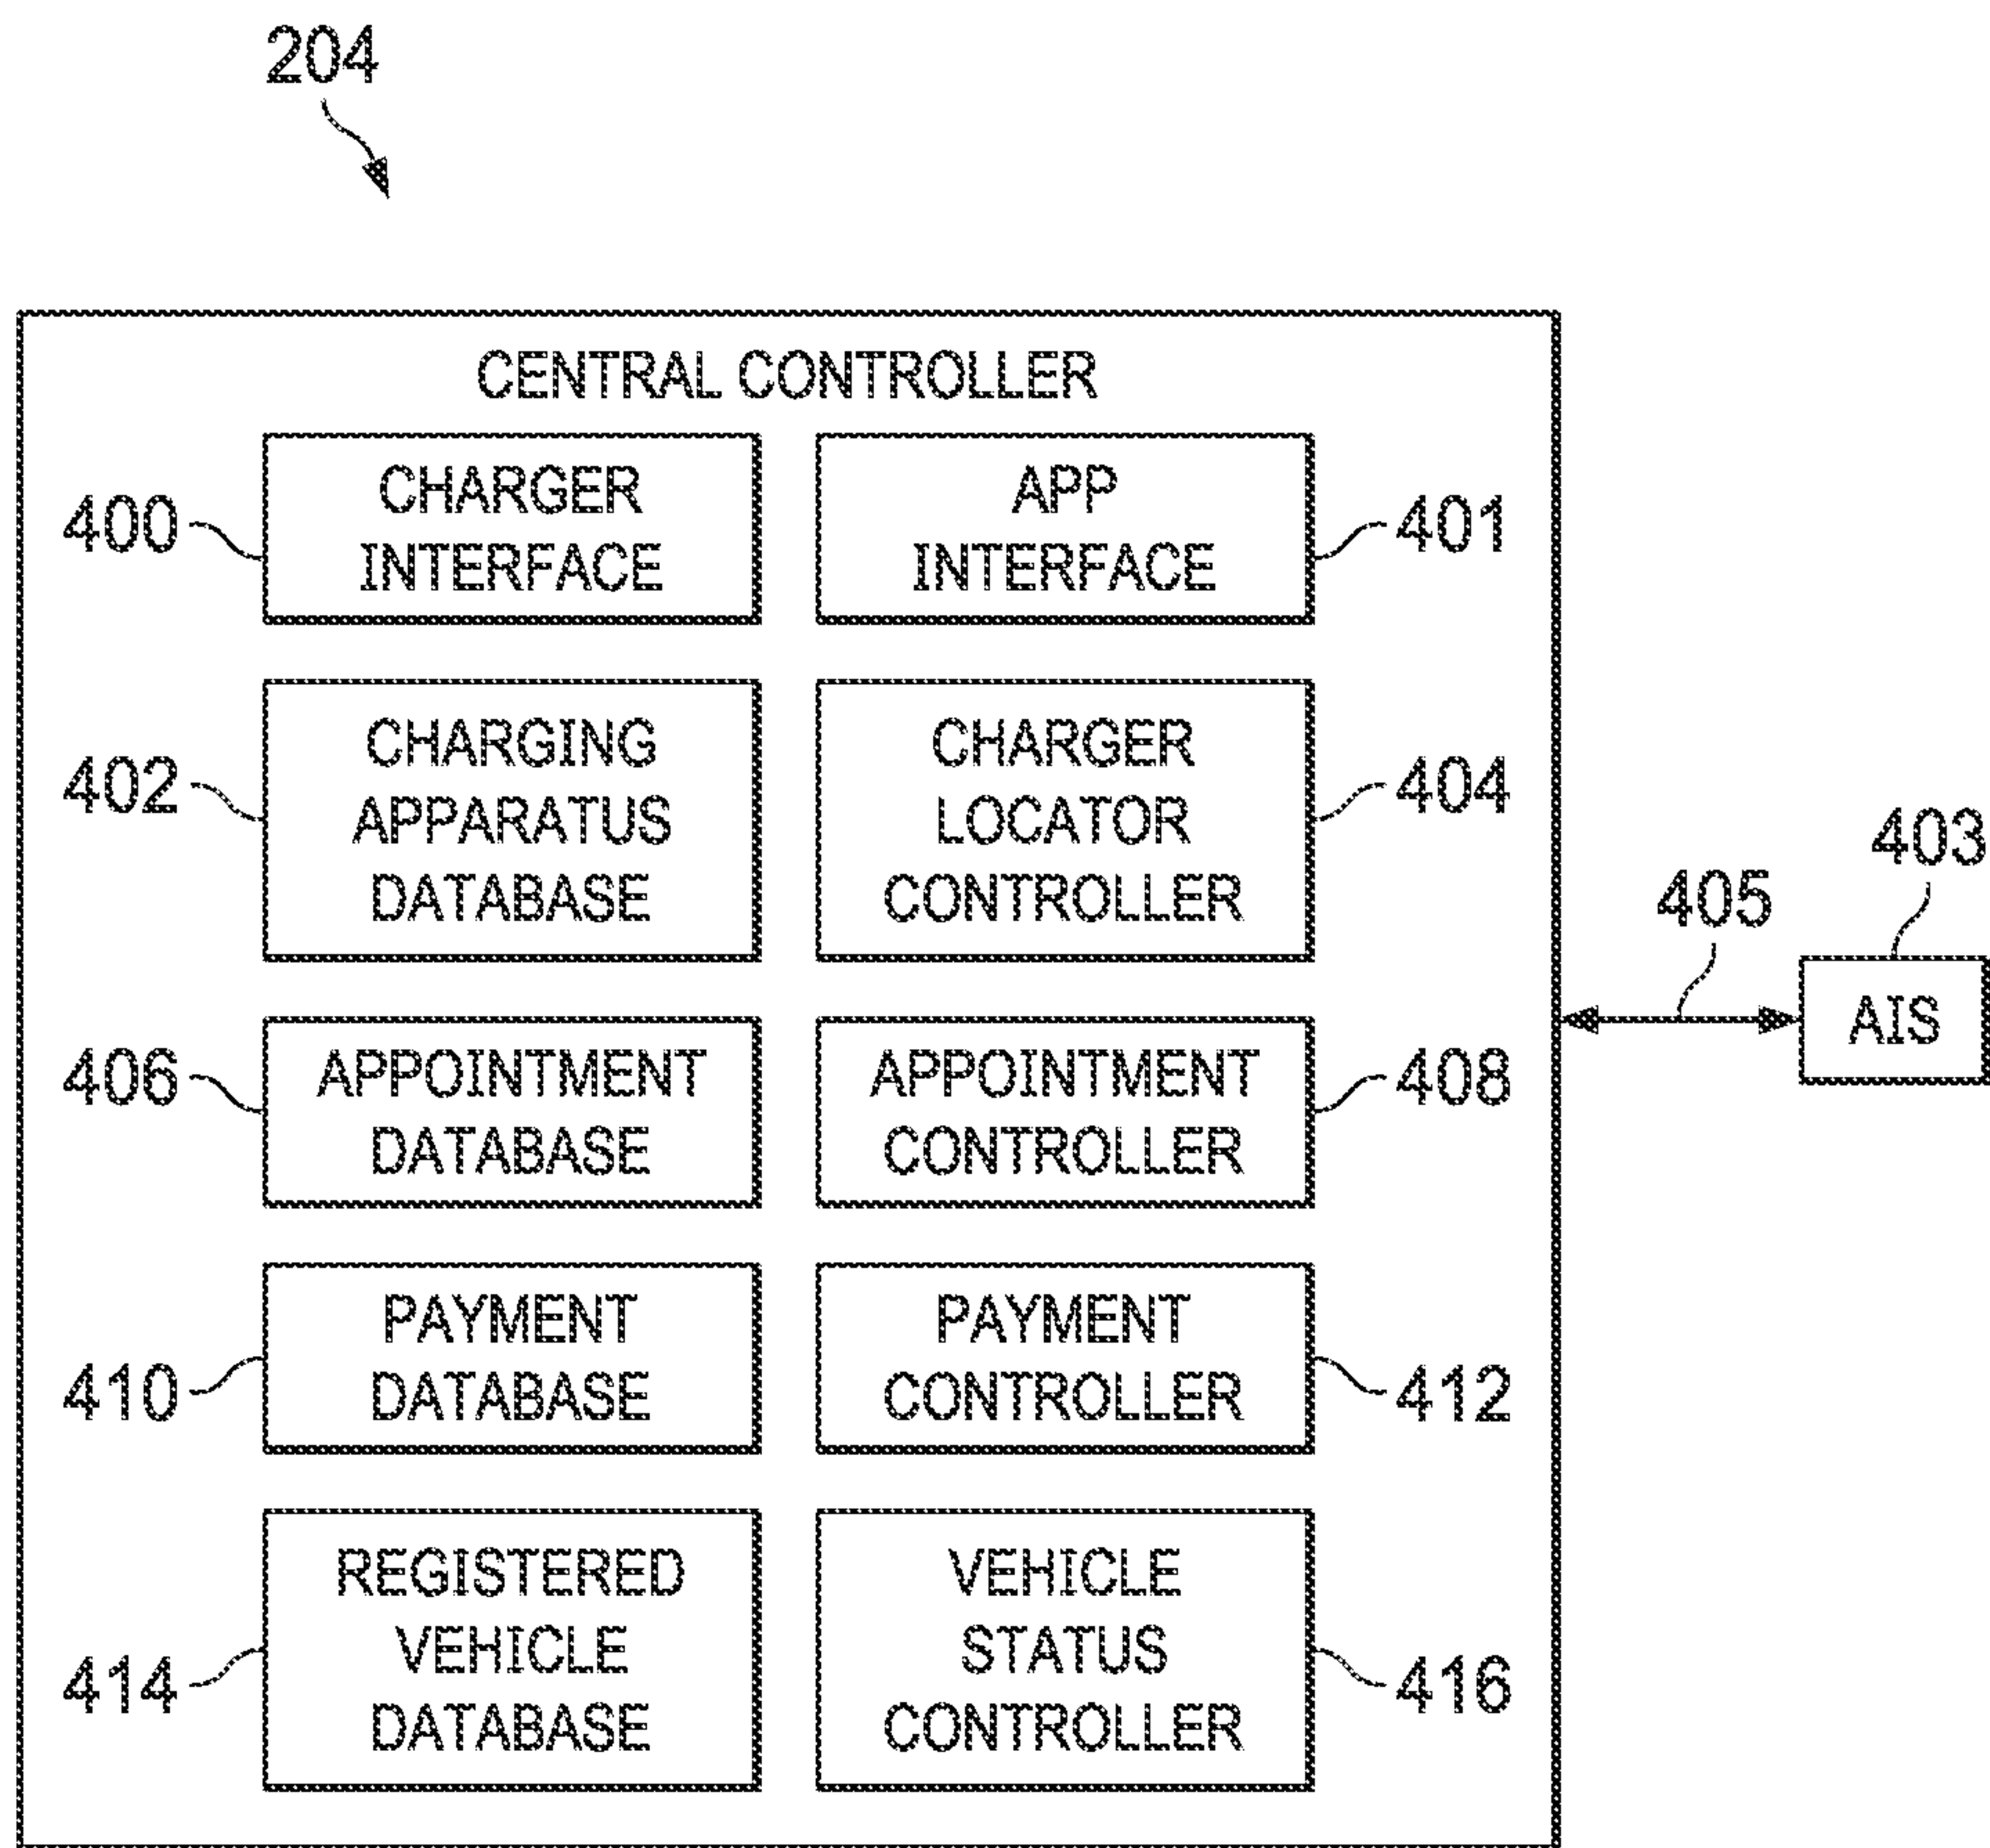 204
CENTRAL CONTROLLER
400
CHARGER
INTERFACE
APP
INTERFACE
401
402
CHARGING
APPARATUS
DATABASE
CHARGER
LOCATOR
CONTROLLER
404
405
403
AIS
406
APPOINTMENT
DATABASE
APPOINTMENT
CONTROLLER
408
410
PAYMENT
DATABASE
PAYMENT
CONTROLLER
412
414
REGISTERED
VEHICLE
DATABASE
VEHICLE
STATUS
CONTROLLER
416